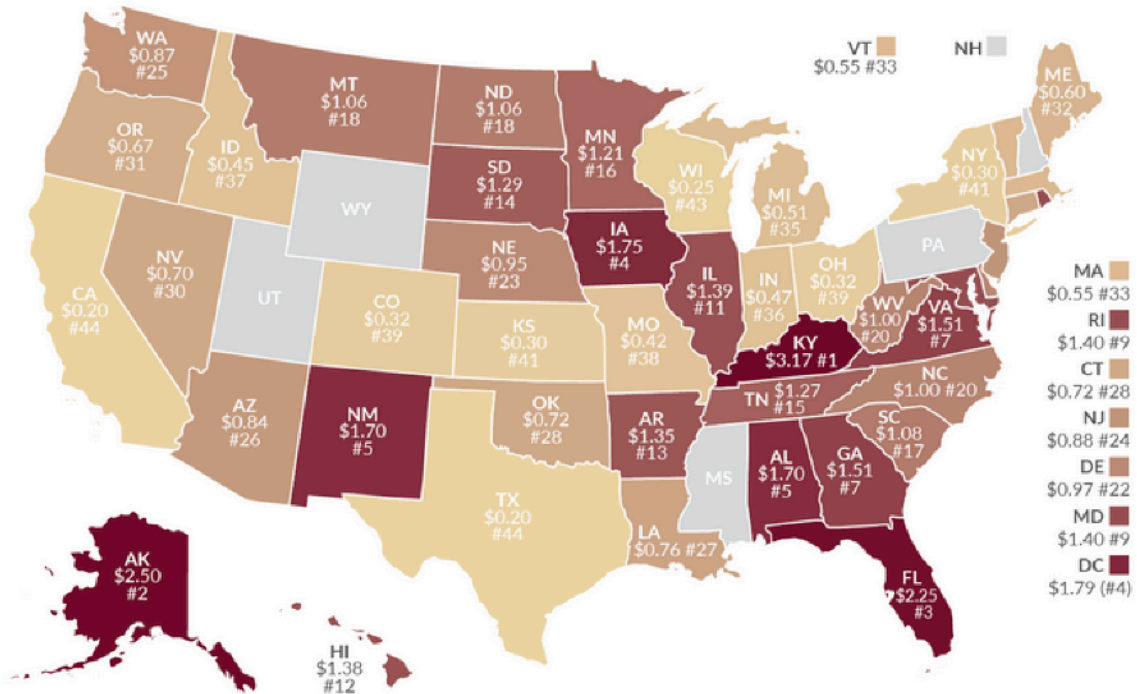 WA
$0.87
#25
OR
$0.67
#31
CA
$0.20
#44
NV
$0.70
#30
ID
$0.45
#37
MT
$1.06
#18
WY
UT
AZ
$0.84
#26
CO
$0.32
#39
NM
$1.70
#5
ND
$1.06
#18
SD
$1.29
#14
NE
$0.95
#23
KS
$0.30
#41
OK
$0.72
#28
TX
$0.20
#44
MN
$1.21
#16
IA
$1.75
#4
MO
$0.42
#38
AR
$1.35
#13
LA
$0.76 #27
WI
$0.25
#43
IL
$1.39
#11
MI
$0.51
#35
IN
$0.47
#36
OH
$0.32
#39
KY
$3.17 #1
TN $1.27
#15
MS
AL
$1.70
#5
GA
$1.51
#7
FL
$2.25
#3
SC
$1.08
#17
NC
$1.00 #20
VA
$1.51
#7
WV
$1.00
#20
PA
NY
$0.30
#41
ME
$0.60
#32
VT
$0.55 #33
NH
MA
$0.55 #33
RI
$1.40 #9
CT
$0.72 #28
NJ
$0.88 #24
DE
$0.97 #22
MD
$1.40 #9
DC
$1.79 (#4)
AK
$2.50
#2
HI
$1.38
#12